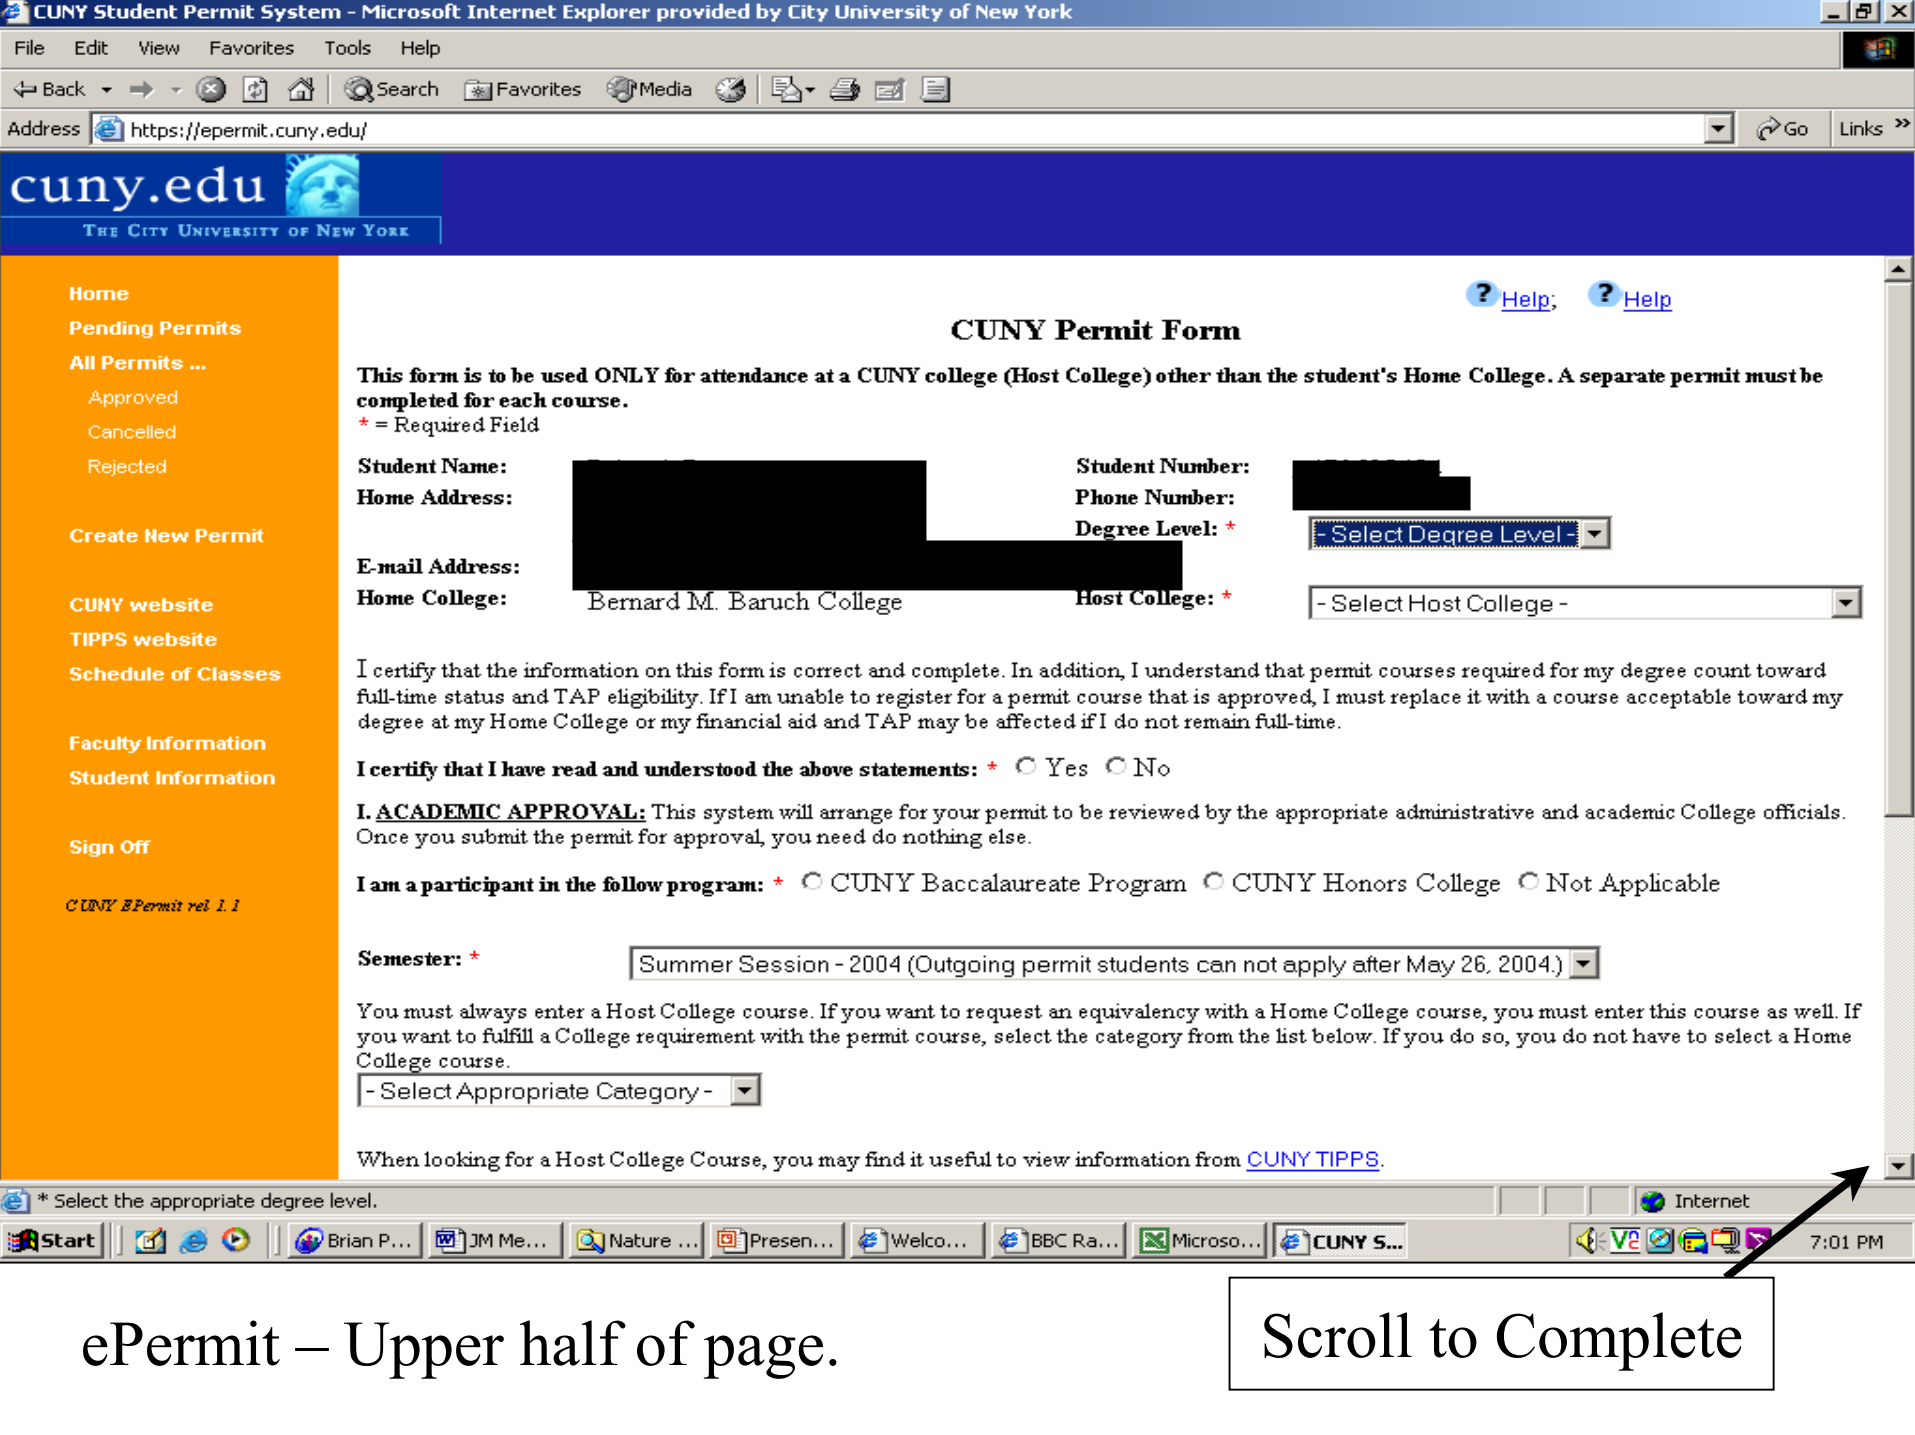 CUNY Student Permit System - Microsoft Internet Explorer provided by City University of New York
File Edit View Favorites Tools Help
Back Search Favorites Media
Address https://epermit.cuny.edu/ Go Links »
cuny.edu
THE CITY UNIVERSITY OF NEW YORK
Home
Pending Permits
All Permits ...
Approved
Cancelled
Rejected
Create New Permit
CUNY website
TIPPS website
Schedule of Classes
Faculty Information
Student Information
Sign Off
CUNY EPermit rel 1.1
? Help; ? Help
CUNY Permit Form
This form is to be used ONLY for attendance at a CUNY college (Host College) other than the student's Home College. A separate permit must be
completed for each course.
* = Required Field
Student Name: Student Number:
Home Address: Phone Number:
Degree Level: * - Select Degree Level -
E-mail Address:
Home College: Bernard M. Baruch College Host College: * - Select Host College -
I certify that the information on this form is correct and complete. In addition, I understand that permit courses required for my degree count toward
full-time status and TAP eligibility. If I am unable to register for a permit course that is approved, I must replace it with a course acceptable toward my
degree at my Home College or my financial aid and TAP may be affected if I do not remain full-time.
I certify that I have read and understood the above statements: * Yes No
I. ACADEMIC APPROVAL: This system will arrange for your permit to be reviewed by the appropriate administrative and academic College officials.
Once you submit the permit for approval, you need do nothing else.
I am a participant in the follow program: * CUNY Baccalaureate Program CUNY Honors College Not Applicable
Semester: * Summer Session - 2004 (Outgoing permit students can not apply after May 26, 2004.)
You must always enter a Host College course. If you want to request an equivalency with a Home College course, you must enter this course as well. If
you want to fulfill a College requirement with the permit course, select the category from the list below. If you do so, you do not have to select a Home
College course.
- Select Appropriate Category -
When looking for a Host College Course, you may find it useful to view information from CUNY TIPPS.
* Select the appropriate degree level. Internet
Start Brian P... JM Me... Nature ... Presen... Welco... BBC Ra... Microso... CUNY S... 7:01 PM
ePermit – Upper half of page.
Scroll to Complete